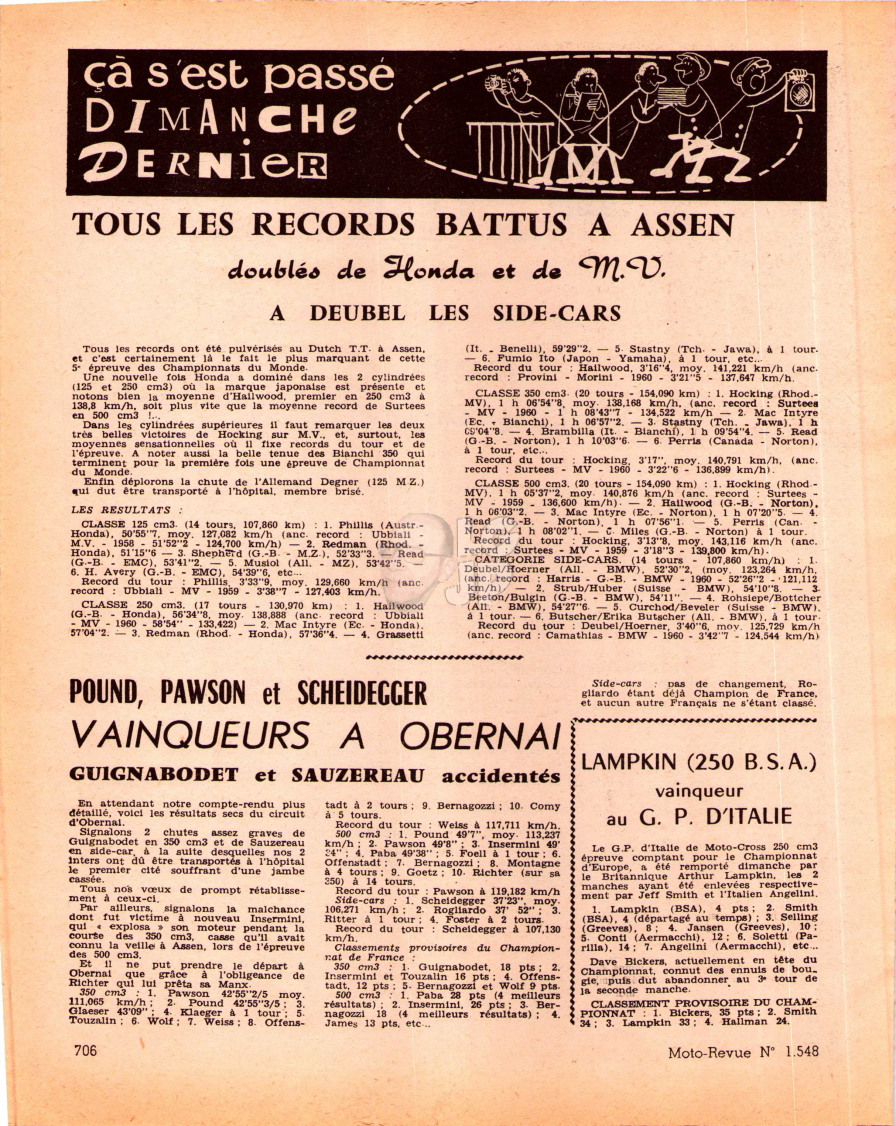 çà s'est passé
DIMANCHE
DERNIER
TOUS LES RECORDS BATTUS A ASSEN
doublés de Honda et de M.V.
A DEUBEL LES SIDE-CARS
Tous les records ont été pulvérisés au Dutch T.T. à Assen,
et c'est certainement là le fait le plus marquant de cette
5e épreuve des Championnats du Monde.
Une nouvelle fois Honda a dominé dans les 2 cylindrées
(125 et 250 cm3) où la marque japonaise est présente et
notons bien la moyenne d'Hallwood, premier en 250 cm3 à
138,8 km/h, soit plus vite que la moyenne record de Surtees
en 500 cm3 !..
Dans les cylindrées supérieures il faut remarquer les deux
très belles victoires de Hocking sur M.V., et, surtout, les
moyennes sensationnelles où il fixe records du tour et de
l'épreuve. A noter aussi la belle tenue des Bianchi 350 qui
terminent pour la première fois une épreuve de Championnat
du Monde.
Enfin déplorons la chute de l'Allemand Degner (125 M.Z.)
qui dut être transporté à l'hôpital, membre brisé.
LES RESULTATS :
CLASSE 125 cm3. (14 tours, 107,860 km) : 1. Phillis (Austr.-
Honda), 50'55"7, moy. 127,082 km/h (anc. record : Ubbiali -
M.V. - 1958 - 51'52"2 - 124,700 km/h) — 2. Redman (Rhod. -
Honda), 51'15"6 — 3. Shepherd (G.-B. - M.Z.), 52'33"3. — Read
(G.-B. - EMC), 53'41"2. — 5. Musiol (All. - MZ), 53'42"5. —
6. H. Avery (G.-B. - EMC), 54'39"6, etc...
Record du tour : Phillis, 3'33"9, moy. 129,660 km/h (anc.
record : Ubbiali - MV - 1959 - 3'38"7 - 127,403 km/h.
CLASSE 250 cm3. (17 tours - 130,970 km) : 1. Hallwood
(G.-B. - Honda), 56'34"8, moy. 138,888 (anc. record : Ubbiali
- MV - 1960 - 58'54" - 133,422) — 2. Mac Intyre (Ec. - Honda),
57'04"2. — 3. Redman (Rhod. - Honda), 57'36"4. — 4. Grassetti
(It. - Benelli), 59'29"2. — 5. Stastny (Tch. - Jawa), à 1 tour.
— 6. Fumio Ito (Japon - Yamaha), à 1 tour, etc...
Record du tour : Hallwood, 3'16"4, moy. 141,221 km/h (anc.
record : Provini - Morini - 1960 - 3'21"5 - 137,647 km/h.
CLASSE 350 cm3. (20 tours - 154,090 km) : 1. Hocking (Rhod.-
MV), 1 h 06'54"8, moy. 138,168 km/h, (anc. record : Surtees
- MV - 1960 - 1 h 08'43"7 - 134,522 km/h — 2. Mac Intyre
(Ec. - Bianchi), 1 h 06'57"2. — 3. Stastny (Tch. - Jawa), 1 h
09'04"8. — 4. Brambilla (It. - Bianchi), 1 h 09'54"4. — 5. Read
(G.-B. - Norton), 1 h 10'03"6. — 6. Perris (Canada - Norton),
à 1 tour, etc...
Record du tour : Hocking, 3'17", moy. 140,791 km/h, (anc.
record : Surtees - MV - 1960 - 3'22"6 - 136,899 km/h).
CLASSE 500 cm3. (20 tours - 154,090 km) : 1. Hocking (Rhod.-
MV), 1 h 05'37"2, moy. 140,876 km/h (anc. record : Surtees -
MV - 1959 - 136,600 km/h). — 2. Hallwood (G.-B. - Norton),
1 h 06'03"2. — 3. Mac Intyre (Ec. - Norton), 1 h 07'20"5. — 4.
Read (G.-B. - Norton), 1 h 07'56"1. — 5. Perris (Can. -
Norton), 1 h 08'02"1. — C. Miles (G.-B. - Norton) à 1 tour.
Record du tour : Hocking, 3'13"8, moy. 143,116 km/h (anc.
record : Surtees - MV - 1959 - 3'18"3 - 139,800 km/h).
CATEGORIE SIDE-CARS. (14 tours - 107,860 km) : 1.
Deubel/Hoerner (All. - BMW), 52'30"2, (moy. 123,264 km/h
(anc. record : Harris - G.-B. - BMW - 1960 - 52'26"2 - 121,112
km/h) — 2. Strub/Huber (Suisse - BMW), 54'10"8. — 3.
Beeton/Bulgin (G.-B. - BMW), 54'11". — 4. Rohsiepe/Bottcher
(All. - BMW), 54'27"6. — 5. Curchod/Beveler (Suisse - BMW),
à 1 tour. — 6. Butscher/Erika Butscher (All. - BMW), à 1 tour.
Record du tour : Deubel/Hoerner, 3'40"6, moy. 125,729 km/h
(anc. record : Camathias - BMW - 1960 - 3'42"7 - 124,544 km/h)
POUND, PAWSON et SCHEIDEGGER
VAINQUEURS A OBERNAI
GUIGNABODET et SAUZEREAU accidentés
En attendant notre compte-rendu plus
détaillé, voici les résultats secs du circuit
d'Obernai.
Signalons 2 chutes assez graves de
Guignabodet en 350 cm3 et de Sauzereau
en side-car, à la suite desquelles nos 2
inters ont dû être transportés à l'hôpital
le premier cité souffrant d'une jambe
cassée.
Tous nos vœux de prompt rétablisse-
ment à ceux-ci.
Par ailleurs, signalons la malchance
dont fut victime à nouveau Insermini,
qui « explosa » son moteur pendant la
course des 350 cm3, casse qu'il avait
connu la veille à Assen, lors de l'épreuve
des 500 cm3.
Et il ne put prendre le départ à
Obernai que grâce à l'obligeance de
Richter qui lui prêta sa Manx.
350 cm3 : 1. Pawson 42'55"2/5 moy.
111,065 km/h ; 2. Pound 42'55"3/5 ; 3.
Glaeser 43'09" ; 4. Klaeger à 1 tour ; 5.
Touzalin ; 6. Wolf ; 7. Weiss ; 8. Offens-
tadt à 2 tours ; 9. Bernagozzi ; 10. Comy
à 5 tours.
Record du tour : Weiss à 117,711 km/h.
500 cm3 : 1. Pound 49'7", moy. 113,237
km/h ; 2. Pawson 49'8" ; 3. Insermini 49'
24" ; 4. Paba 49'38" ; 5. Foell à 1 tour ; 6.
Offenstadt ; 7. Bernagozzi ; 8. Montagne
à 4 tours ; 9. Goetz ; 10. Richter (sur sa
350) à 14 tours.
Record du tour : Pawson à 119,182 km/h
Side-cars : 1. Scheidegger 37'23", moy.
106,271 km/h ; 2. Rogliardo 37' 52" ; 3.
Ritter à 1 tour ; 4. Foster à 2 tours.
Record du tour : Scheidegger à 107,130
km/h.
Classements provisoires du Champion-
nat de France :
350 cm3 : 1. Guignabodet, 18 pts ; 2.
Insermini et Touzalin 16 pts ; 4. Offens-
tadt, 12 pts ; 5. Bernagozzi et Wolf 9 pts.
500 cm3 : 1. Paba 28 pts (4 meilleurs
résultats) ; 2. Insermini, 26 pts ; 3. Ber-
nagozzi 18 (4 meilleurs résultats) ; 4.
James 13 pts, etc...
Side-cars : pas de changement, Ro-
gliardo étant déjà Champion de France,
et aucun autre Français ne s'étant classé.
LAMPKIN (250 B.S.A.)
vainqueur
au G. P. D'ITALIE
Le G.P. d'Italie de Moto-Cross 250 cm3
épreuve comptant pour le Championnat
d'Europe, a été remporté dimanche par
le Britannique Arthur Lampkin, les 2
manches ayant été enlevées respective-
ment par Jeff Smith et l'Italien Angelini.
1. Lampkin (BSA), 4 pts ; 2. Smith
(BSA), 4 (départagé au temps) ; 3. Selling
(Greeves), 8 ; 4. Jansen (Greeves), 10 ;
5. Conti (Aermacchi), 12 ; 6. Soletti (Pa-
rilla), 14 ; 7. Angelini (Aermacchi), etc...
Dave Bickers, actuellement en tête du
Championnat, connut des ennuis de bou-
gie, puis dut abandonner au 3e tour de
la seconde manche.
CLASSEMENT PROVISOIRE DU CHAM-
PIONNAT : 1. Bickers, 35 pts ; 2. Smith
34 ; 3. Lampkin 33 ; 4. Hallman 24.
706
Moto-Revue N° 1.548